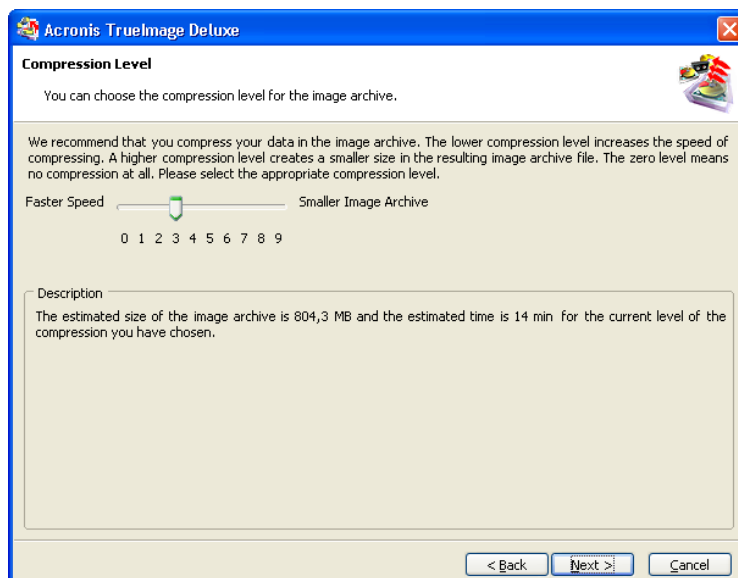 Acronis TrueImage Deluxe
Compression Level
You can choose the compression level for the image archive.
We recommend that you compress your data in the image archive. The lower compression level increases the speed of
compressing. A higher compression level creates a smaller size in the resulting image archive file. The zero level means
no compression at all. Please select the appropriate compression level.
Faster Speed Smaller Image Archive
0 1 2 3 4 5 6 7 8 9
Description
The estimated size of the image archive is 804,3 MB and the estimated time is 14 min for the current level of the
compression you have chosen.
< Back Next > Cancel